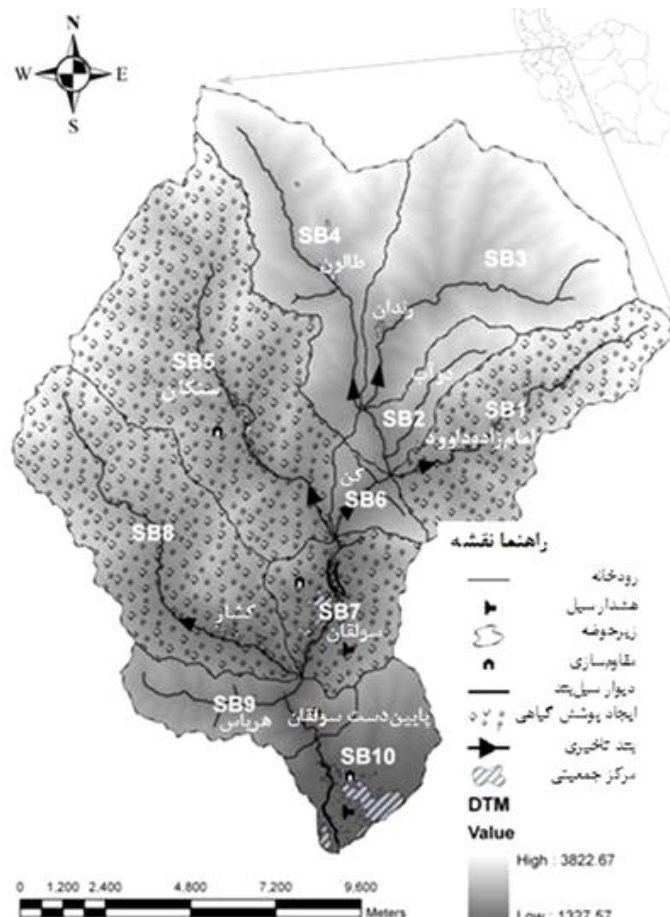 N
W E
S
SB4
طالون
SB3
رندان
SB5
سنگان
SB2
SB1
امام‌زاده‌داوود
کن
SB6
راهنما نقشه
رودخانه
هشدار سیل
زیرحوضه
مقاوم‌سازی
دیوار سیل‌بند
ایجاد پوشش گیاهی
بند تاخیری
مرکز جمعیتی
SB8
کشار
SB7
سولقان
SB9
هریاس
پایین‌دست سولقان
SB10
DTM
Value
High : 3822.67
Low : 1327.57
0 1,200 2,400 4,800 7,200 9,600
Meters